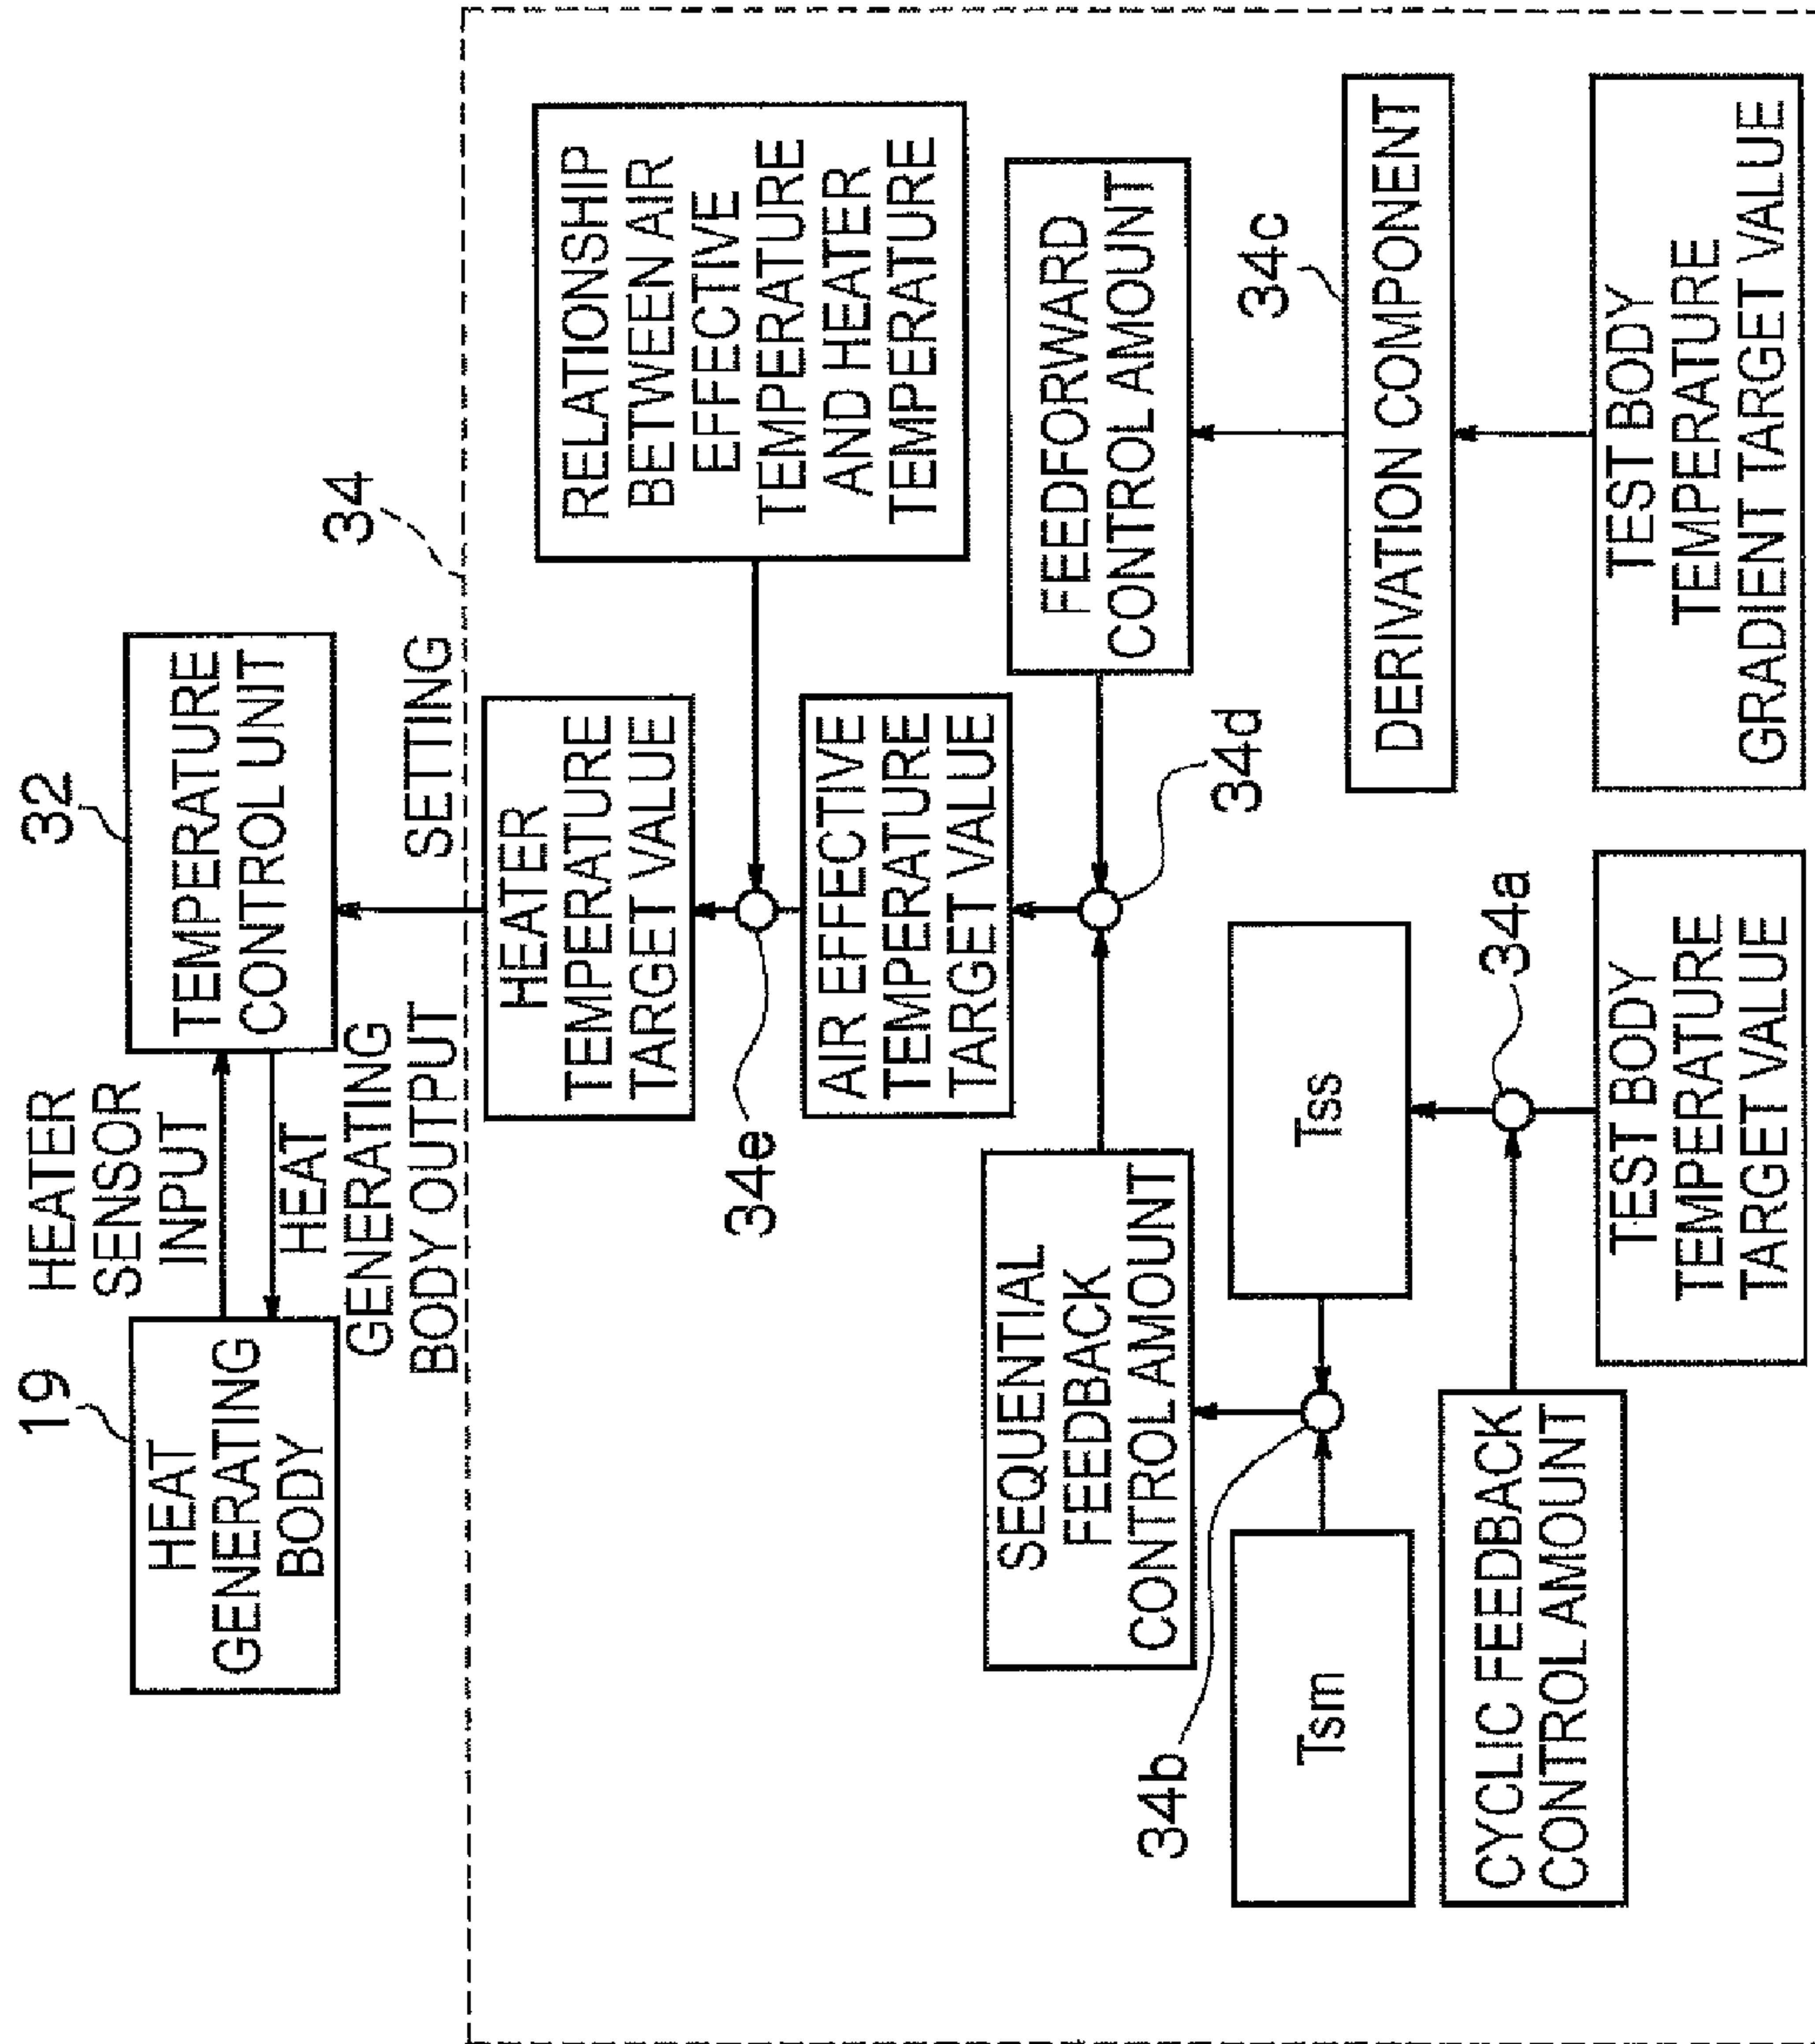 19
HEAT
GENERATING
BODY
HEATER
SENSOR
INPUT
HEAT
GENERATING
BODY OUTPUT
32
TEMPERATURE
CONTROL UNIT
SETTING
34
HEATER
TEMPERATURE
TARGET VALUE
34e
RELATIONSHIP
BETWEEN AIR
EFFECTIVE
TEMPERATURE
AND HEATER
TEMPERATURE
AIR EFFECTIVE
TEMPERATURE
TARGET VALUE
SEQUENTIAL
FEEDBACK
CONTROL AMOUNT
34d
FEEDFORWARD
CONTROL AMOUNT
34b
Tsm
Tss
34c
DERIVATION COMPONENT
CYCLIC FEEDBACK
CONTROL AMOUNT
34a
TEST BODY
TEMPERATURE
TARGET VALUE
TEST BODY
TEMPERATURE
GRADIENT TARGET VALUE